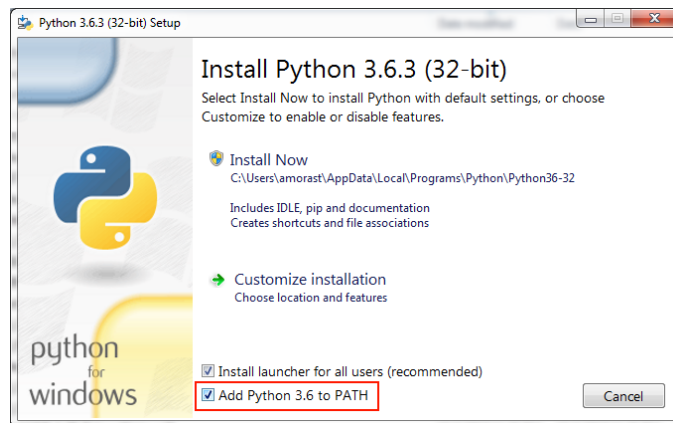 Python 3.6.3 (32-bit) Setup
Install Python 3.6.3 (32-bit)
Select Install Now to install Python with default settings, or choose
Customize to enable or disable features.
Install Now
C:\Users\amorast\AppData\Local\Programs\Python\Python36-32
Includes IDLE, pip and documentation
Creates shortcuts and file associations
Customize installation
Choose location and features
python
for
windows
Install launcher for all users (recommended)
Add Python 3.6 to PATH
Cancel